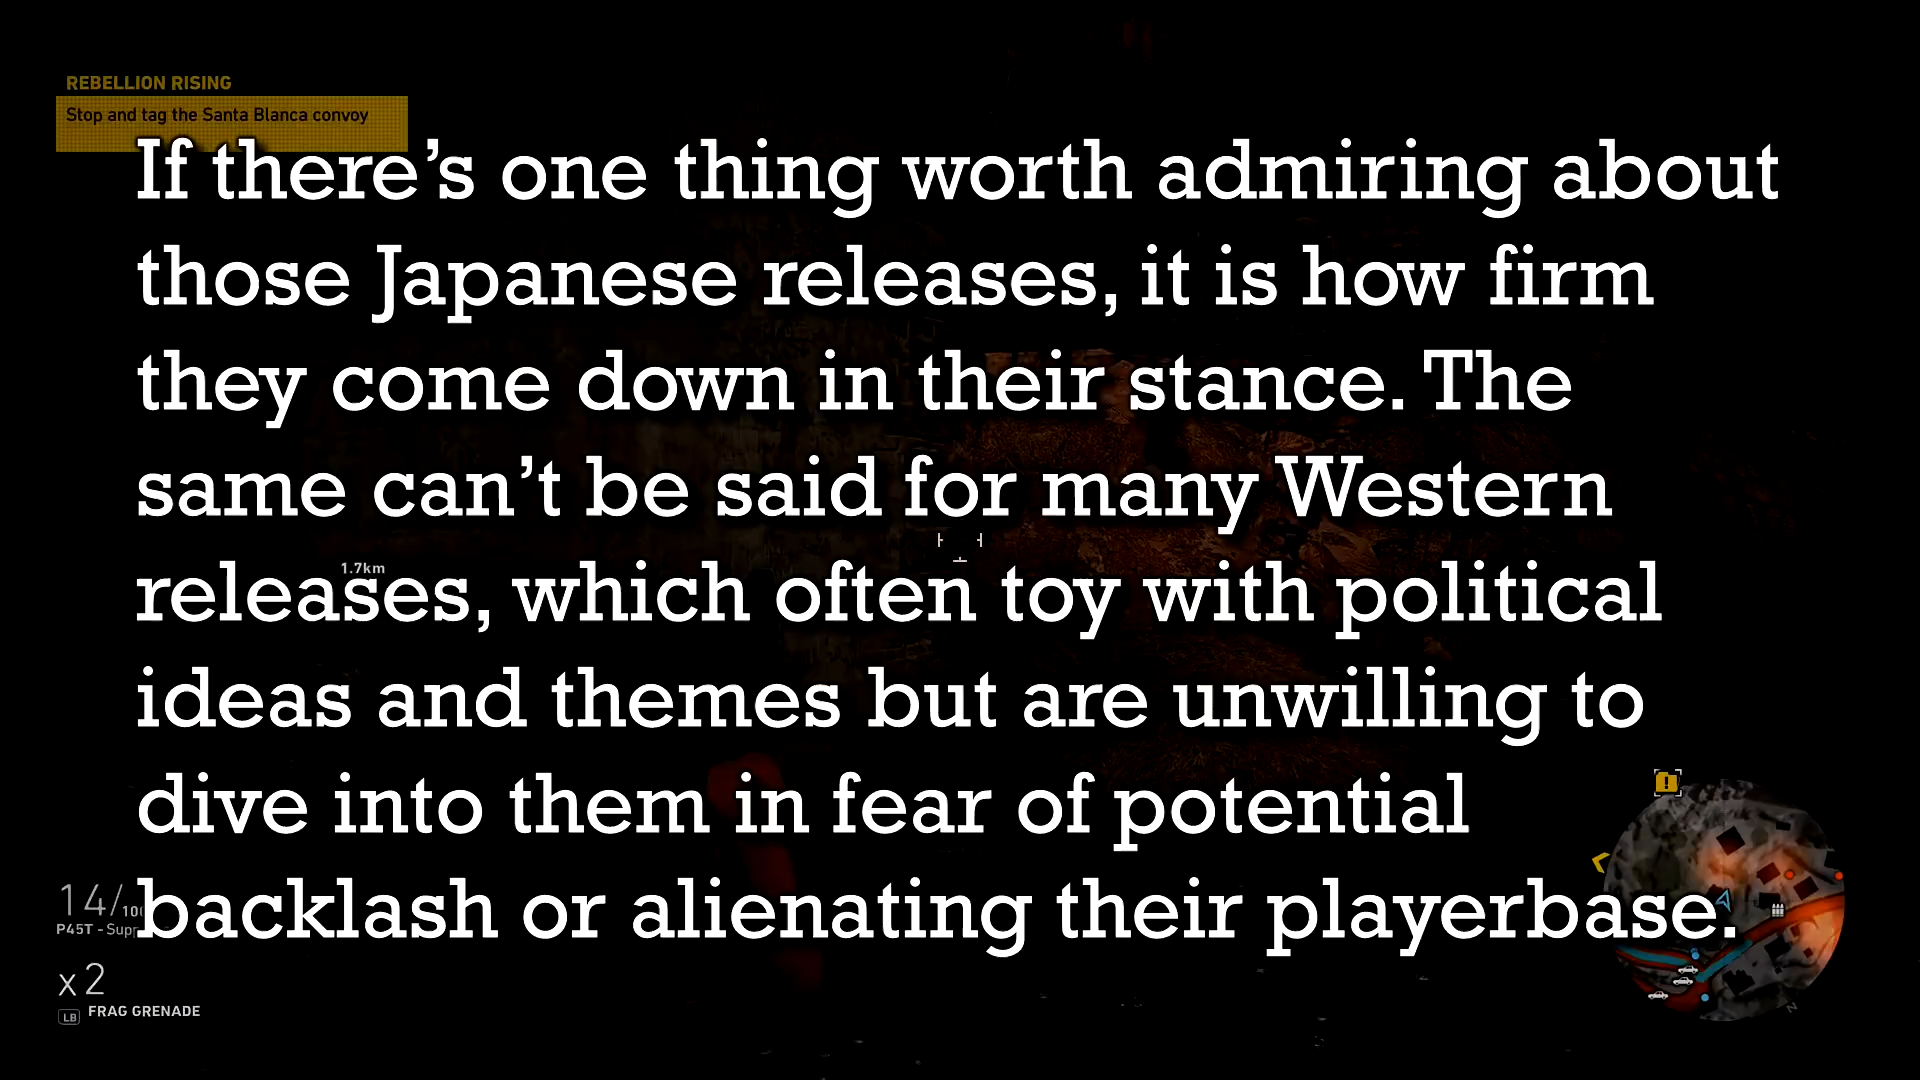 REBELLION RISING
Stop and tag the Santa Blanca convoy
If there’s one thing worth admiring about
those Japanese releases, it is how firm
they come down in their stance. The
same can’t be said for many Western
releases, which often toy with political
ideas and themes but are unwilling to
dive into them in fear of potential
backlash or alienating their playerbase.
1.7km
14/
P45T -
x2
LB FRAG GRENADE
N